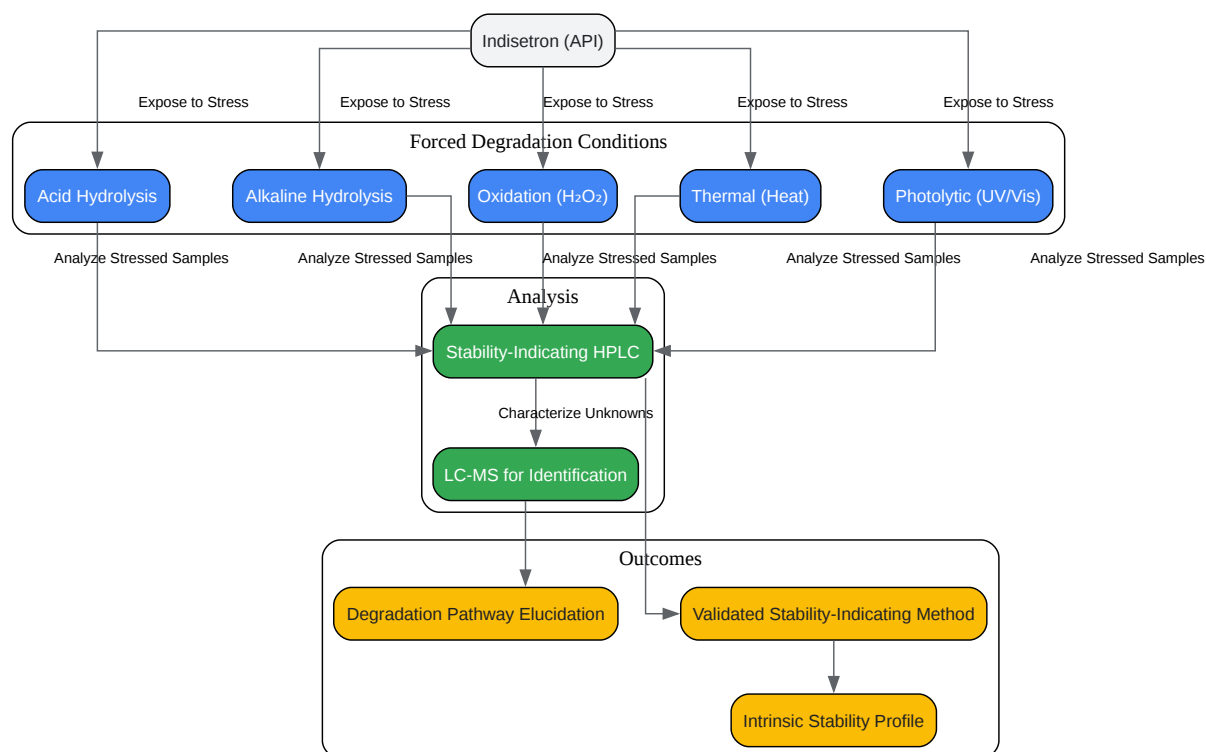 Indisetron (API)
Expose to Stress
Expose to Stress
Expose to Stress
Expose to Stress
Expose to Stress
Forced Degradation Conditions
Acid Hydrolysis
Alkaline Hydrolysis
Oxidation (H₂O₂)
Thermal (Heat)
Photolytic (UV/Vis)
Analyze Stressed Samples
Analyze Stressed Samples
Analyze Stressed Samples
Analyze Stressed Samples
Analyze Stressed Samples
Analysis
Stability-Indicating HPLC
Characterize Unknowns
LC-MS for Identification
Outcomes
Degradation Pathway Elucidation
Validated Stability-Indicating Method
Intrinsic Stability Profile